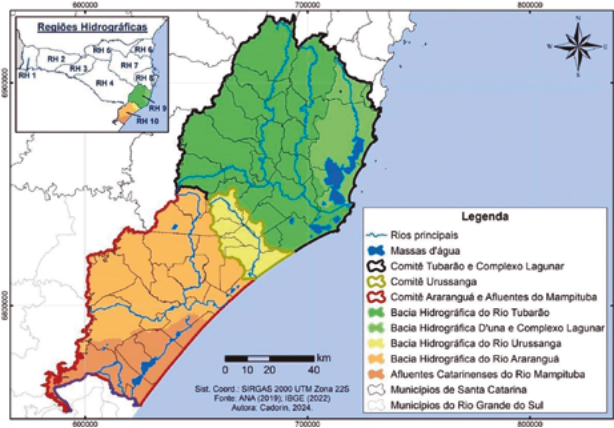 600000
700000
800000
Regiões Hidrográficas
RH 1
RH 2
RH 3
RH 4
RH 5
RH 6
RH 7
RH 8
RH 9
RH 10
6900000
6800000
Legenda
Rios principais
Massas d'água
Comitê Tubarão e Complexo Lagunar
Comitê Urussanga
Comitê Araranguá e Afluentes do Mampituba
Bacia Hidrográfica do Rio Tubarão
Bacia Hidrográfica D'una e Complexo Lagunar
Bacia Hidrográfica do Rio Urussanga
Bacia Hidrográfica do Rio Araranguá
Afluentes Catarinenses do Rio Mampituba
Municípios de Santa Catarina
Municípios do Rio Grande do Sul
0 10 20 40 km
Sist. Coord.: SIRGAS 2000 UTM Zona 22S
Fonte: ANA (2019); IBGE (2022)
Autora: Cadorin, 2024.
600000
700000
800000